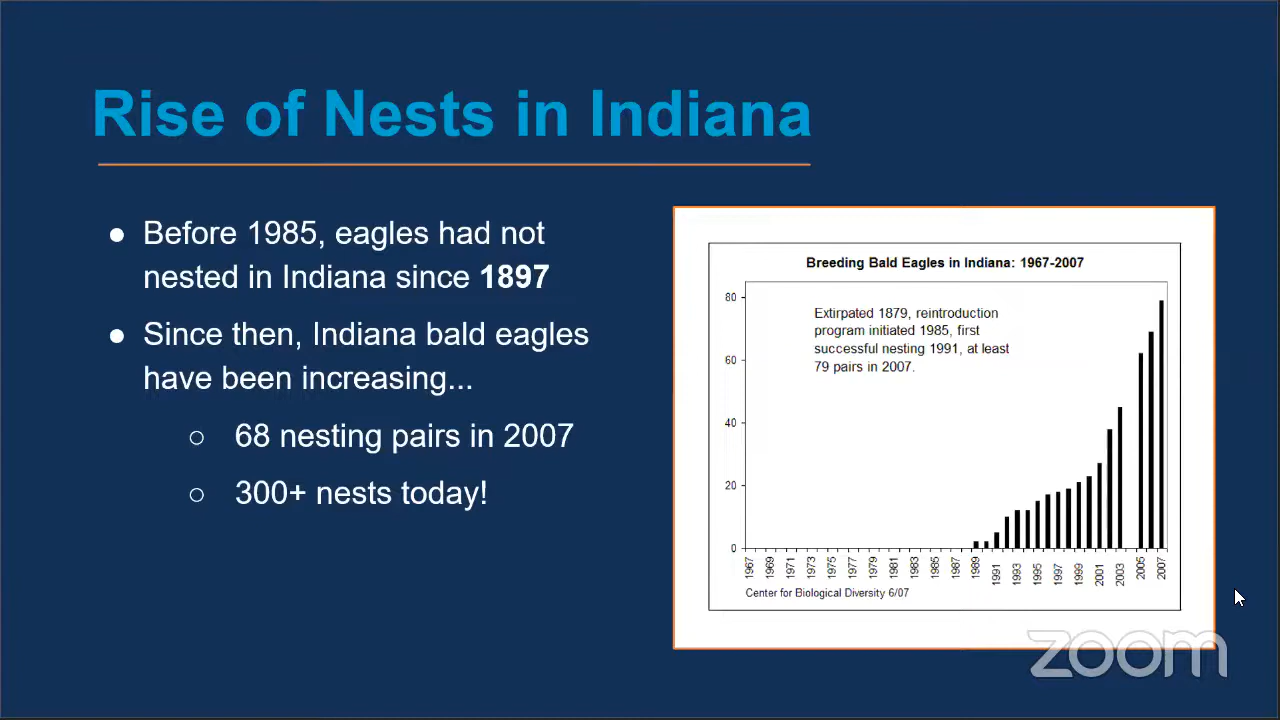 Rise of Nests in Indiana
● Before 1985, eagles had not
nested in Indiana since 1897
● Since then, Indiana bald eagles
have been increasing...
○ 68 nesting pairs in 2007
○ 300+ nests today!
Breeding Bald Eagles in Indiana: 1967-2007
Extirpated 1879, reintroduction
program initiated 1985, first
successful nesting 1991, at least
79 pairs in 2007.
80
60
40
20
0
1967 1969 1971 1973 1975 1977 1979 1981 1983 1985 1987 1989 1991 1993 1995 1997 1999 2001 2003 2005 2007
Center for Biological Diversity 6/07
zoom